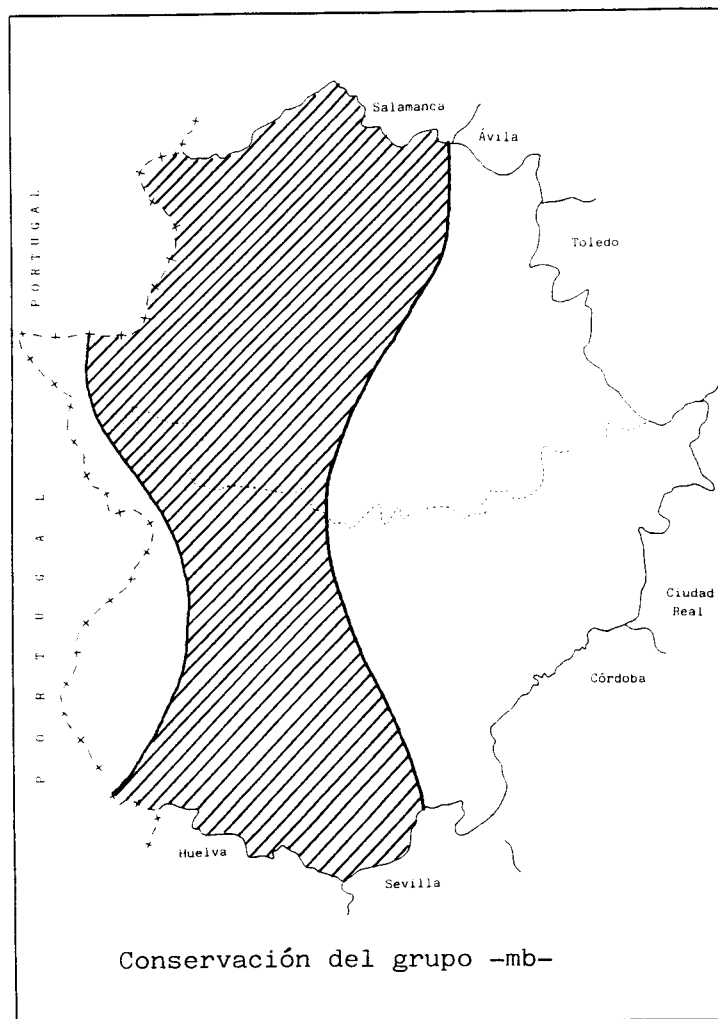 Salamanca
Ávila
PORTUGAL
Toledo
PORTUGAL
Ciudad
Real
Córdoba
Huelva
Sevilla
Conservación del grupo -mb-